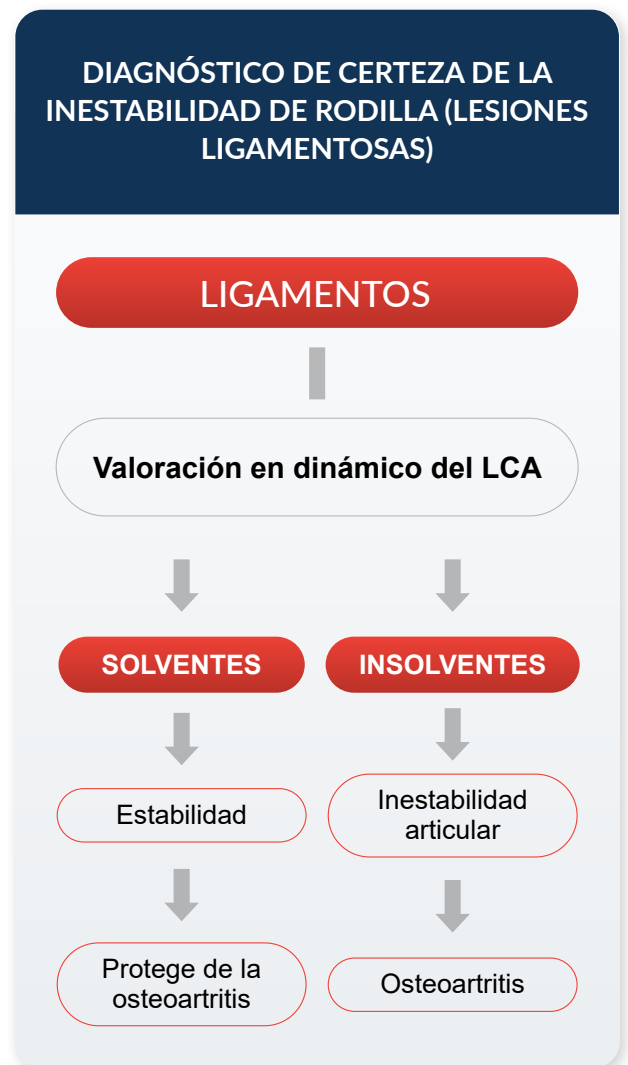 DIAGNÓSTICO DE CERTEZA DE LA
INESTABILIDAD DE RODILLA (LESIONES
LIGAMENTOSAS)
LIGAMENTOS
Valoración en dinámico del LCA
SOLVENTES
INSOLVENTES
Estabilidad
Inestabilidad
articular
Protege de la
osteoartritis
Osteoartritis